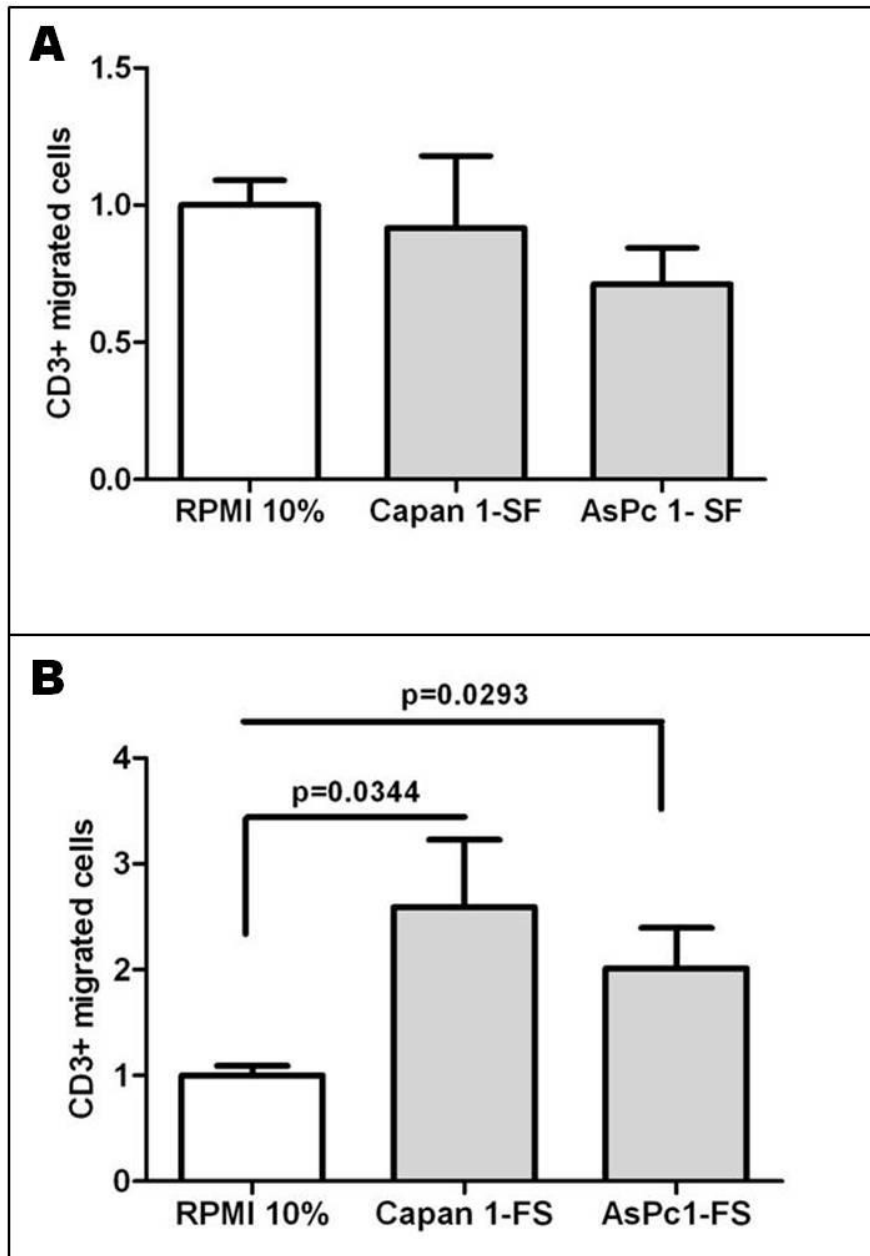 A
CD3+ migrated cells
1.5
1.0
0.5
0.0
RPMI 10% Capan 1-SF AsPc 1- SF
B
p=0.0293
p=0.0344
CD3+ migrated cells
4
3
2
1
0
RPMI 10% Capan 1-FS AsPc1-FS